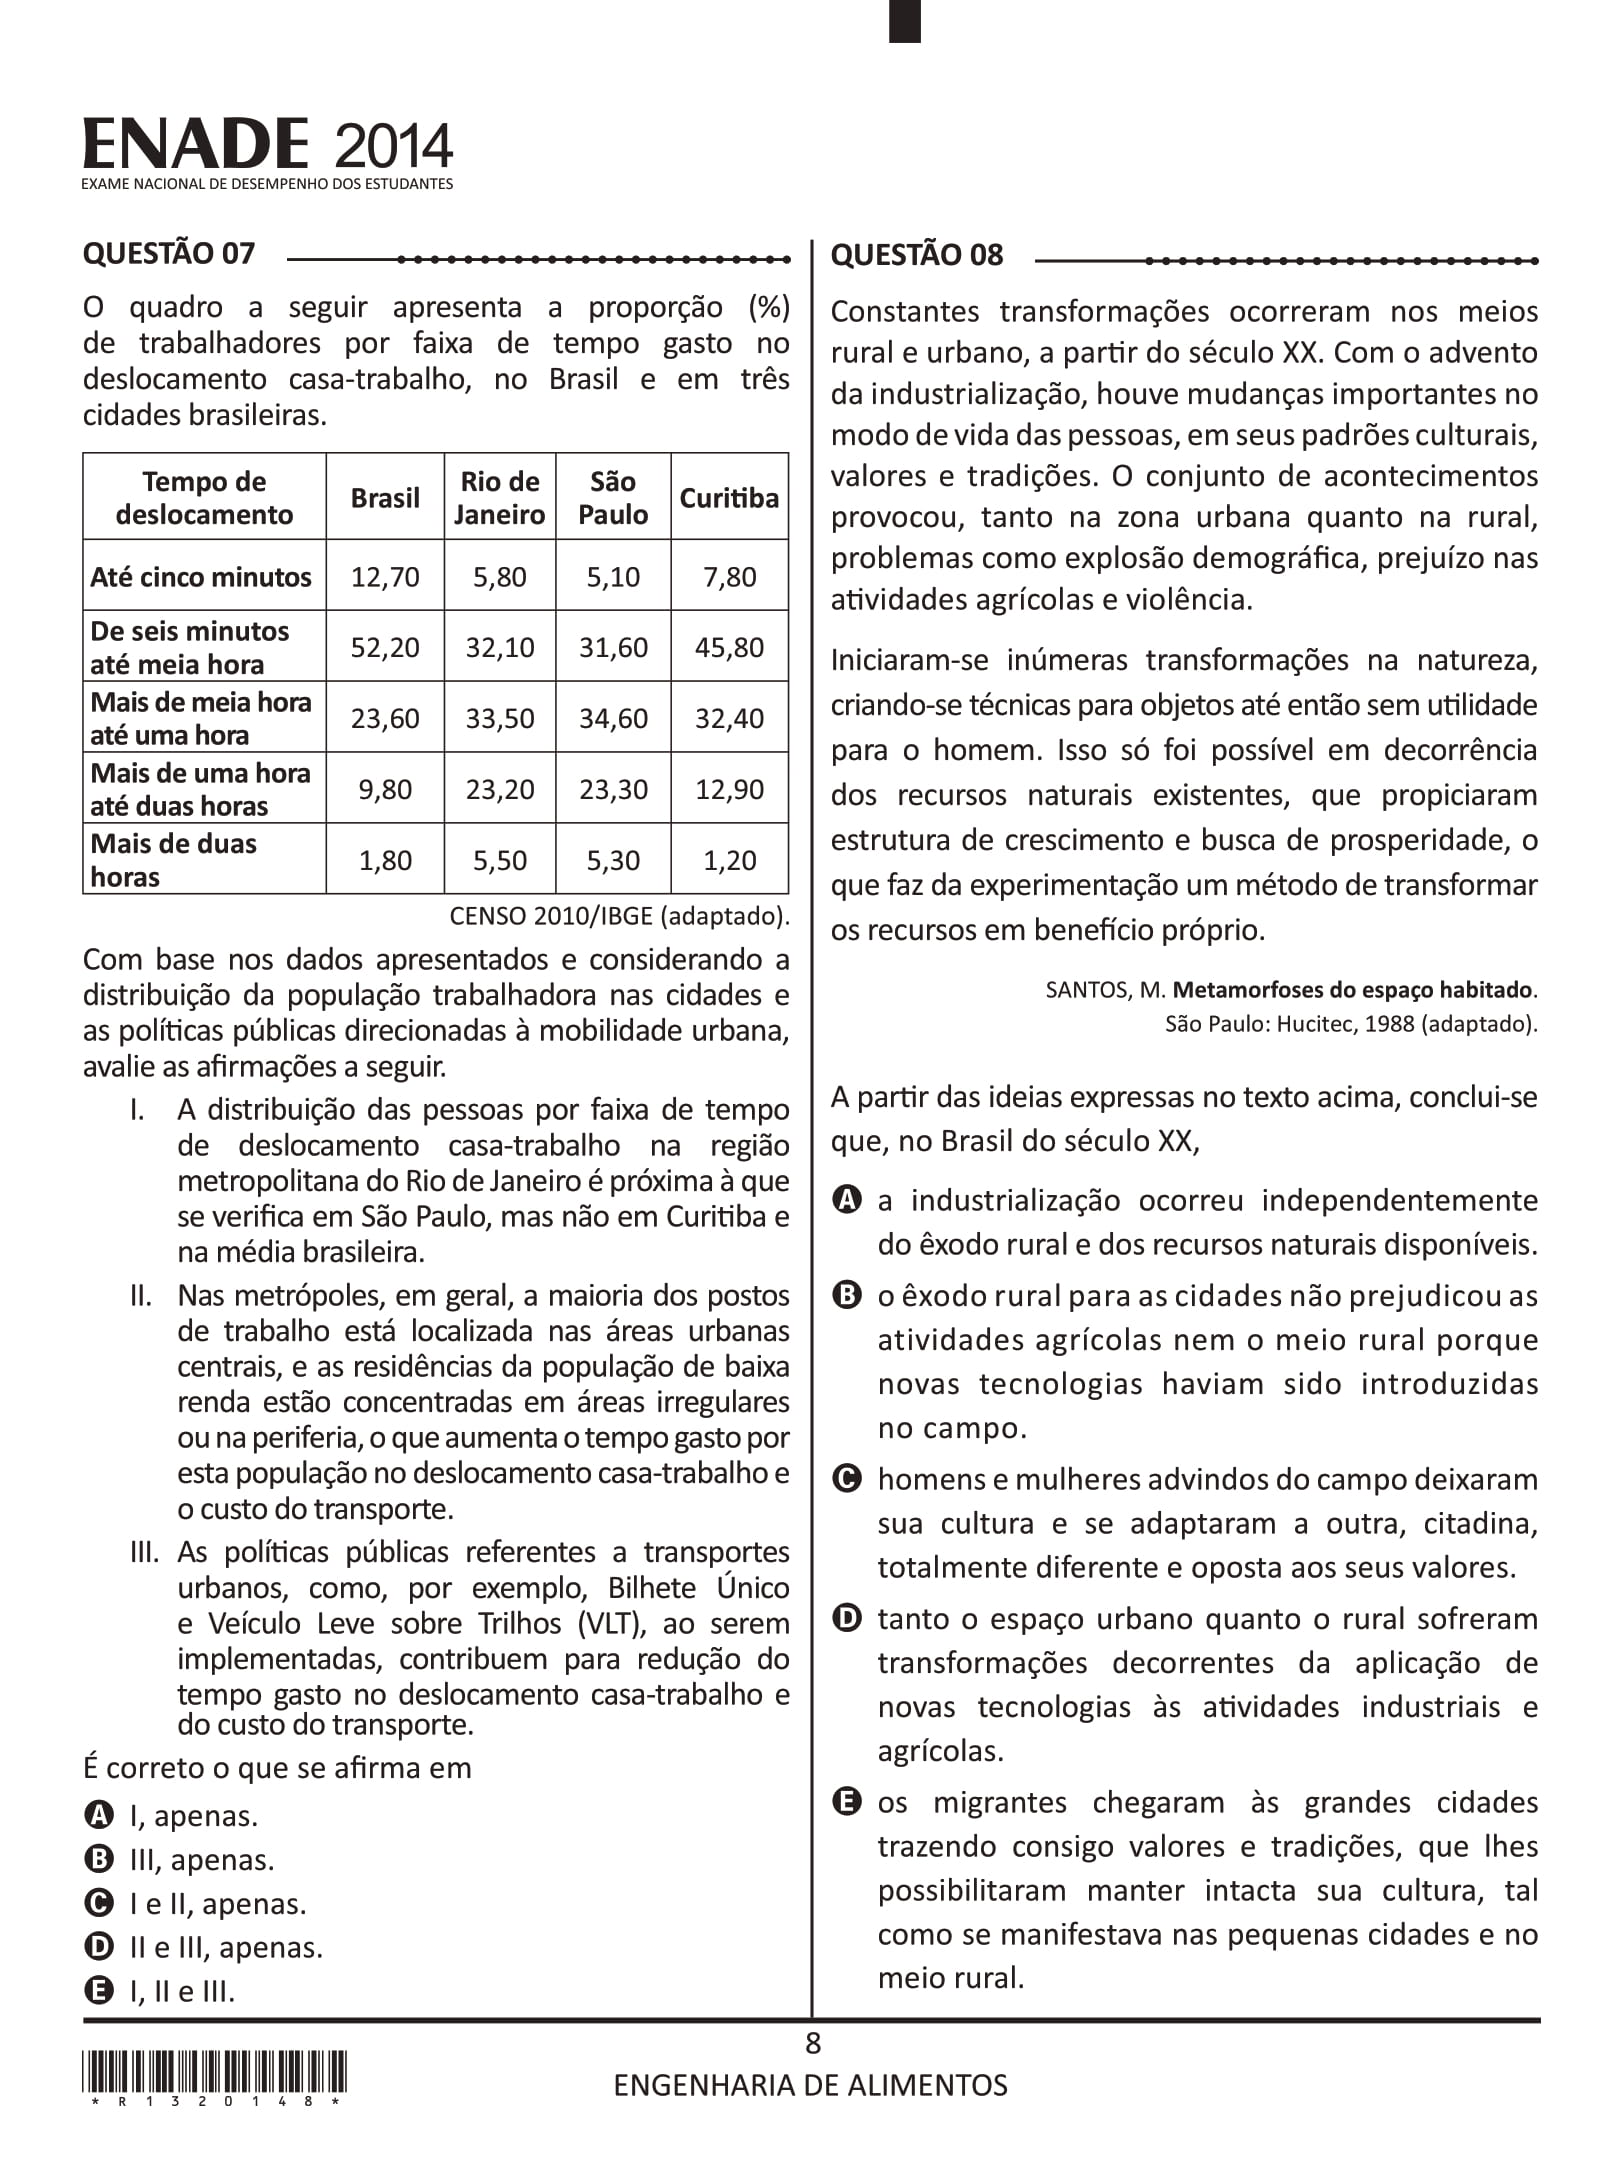 ENADE 2014
EXAME NACIONAL DE DESEMPENHO DOS ESTUDANTES
QUESTÃO 07
O quadro a seguir apresenta a proporção (%)
de trabalhadores por faixa de tempo gasto no
deslocamento casa-trabalho, no Brasil e em três
cidades brasileiras.
Tempo de deslocamento Brasil Rio de Janeiro São Paulo Curitiba
Até cinco minutos 12,70 5,80 5,10 7,80
De seis minutos até meia hora 52,20 32,10 31,60 45,80
Mais de meia hora até uma hora 23,60 33,50 34,60 32,40
Mais de uma hora até duas horas 9,80 23,20 23,30 12,90
Mais de duas horas 1,80 5,50 5,30 1,20
CENSO 2010/IBGE (adaptado).
Com base nos dados apresentados e considerando a
distribuição da população trabalhadora nas cidades e
as políticas públicas direcionadas à mobilidade urbana,
avalie as afirmações a seguir.
I. A distribuição das pessoas por faixa de tempo
de deslocamento casa-trabalho na região
metropolitana do Rio de Janeiro é próxima à que
se verifica em São Paulo, mas não em Curitiba e
na média brasileira.
II. Nas metrópoles, em geral, a maioria dos postos
de trabalho está localizada nas áreas urbanas
centrais, e as residências da população de baixa
renda estão concentradas em áreas irregulares
ou na periferia, o que aumenta o tempo gasto por
esta população no deslocamento casa-trabalho e
o custo do transporte.
III. As políticas públicas referentes a transportes
urbanos, como, por exemplo, Bilhete Único
e Veículo Leve sobre Trilhos (VLT), ao serem
implementadas, contribuem para redução do
tempo gasto no deslocamento casa-trabalho e
do custo do transporte.
É correto o que se afirma em
A I, apenas.
B III, apenas.
C I e II, apenas.
D II e III, apenas.
E I, II e III.
QUESTÃO 08
Constantes transformações ocorreram nos meios
rural e urbano, a partir do século XX. Com o advento
da industrialização, houve mudanças importantes no
modo de vida das pessoas, em seus padrões culturais,
valores e tradições. O conjunto de acontecimentos
provocou, tanto na zona urbana quanto na rural,
problemas como explosão demográfica, prejuízo nas
atividades agrícolas e violência.
Iniciaram-se inúmeras transformações na natureza,
criando-se técnicas para objetos até então sem utilidade
para o homem. Isso só foi possível em decorrência
dos recursos naturais existentes, que propiciaram
estrutura de crescimento e busca de prosperidade, o
que faz da experimentação um método de transformar
os recursos em benefício próprio.
SANTOS, M. Metamorfoses do espaço habitado.
São Paulo: Hucitec, 1988 (adaptado).
A partir das ideias expressas no texto acima, conclui-se
que, no Brasil do século XX,
A a industrialização ocorreu independentemente
do êxodo rural e dos recursos naturais disponíveis.
B o êxodo rural para as cidades não prejudicou as
atividades agrícolas nem o meio rural porque
novas tecnologias haviam sido introduzidas
no campo.
C homens e mulheres advindos do campo deixaram
sua cultura e se adaptaram a outra, citadina,
totalmente diferente e oposta aos seus valores.
D tanto o espaço urbano quanto o rural sofreram
transformações decorrentes da aplicação de
novas tecnologias às atividades industriais e
agrícolas.
E os migrantes chegaram às grandes cidades
trazendo consigo valores e tradições, que lhes
possibilitaram manter intacta sua cultura, tal
como se manifestava nas pequenas cidades e no
meio rural.
8
ENGENHARIA DE ALIMENTOS
*R1320148*